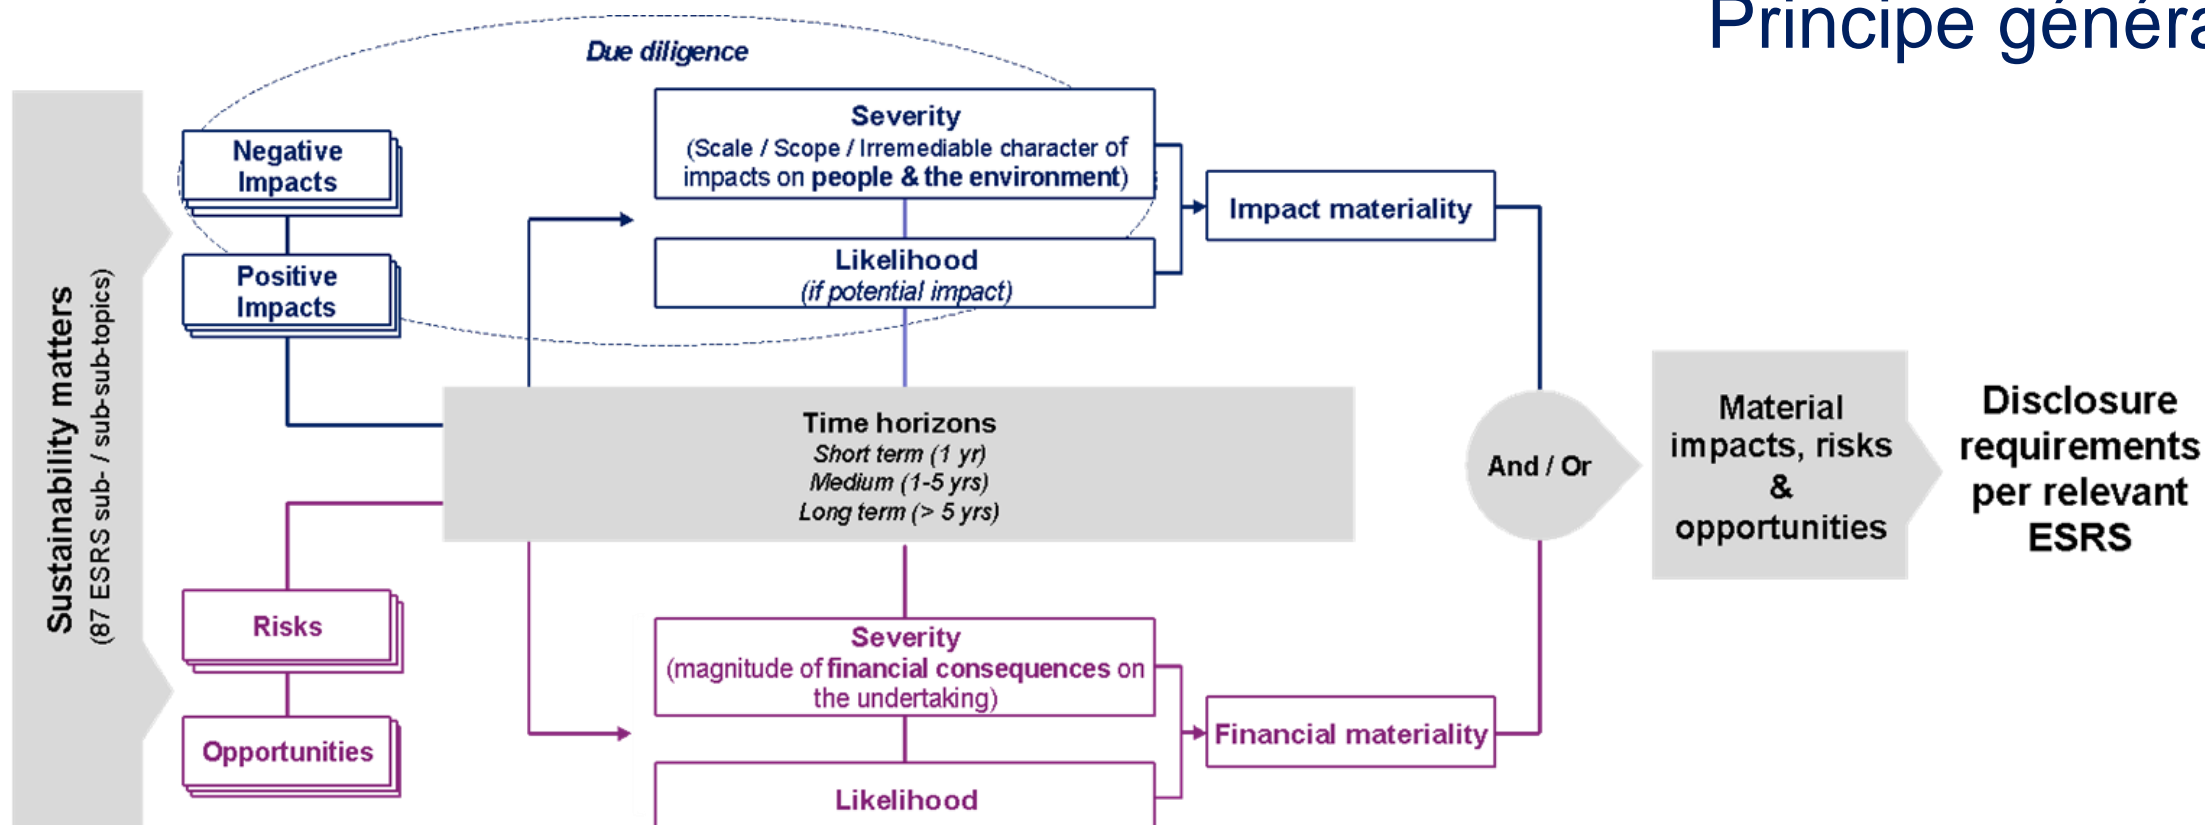 Principe général
Due diligence
Sustainability matters
(87 ESRS sub- / sub-sub-topics)
Negative
Impacts
Positive
Impacts
Severity
(Scale / Scope / Irremediable character of
impacts on people & the environment)
Likelihood
(if potential impact)
Impact materiality
Time horizons
Short term (1 yr)
Medium (1-5 yrs)
Long term (> 5 yrs)
And / Or
Material
impacts, risks
&
opportunities
Disclosure
requirements
per relevant
ESRS
Risks
Opportunities
Severity
(magnitude of financial consequences on
the undertaking)
Likelihood
Financial materiality